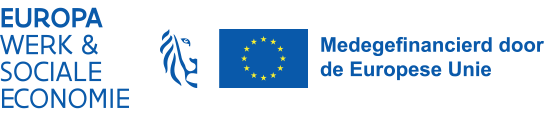 EUROPA
WERK &
SOCIALE
ECONOMIE
Medegefinancierd door
de Europese Unie